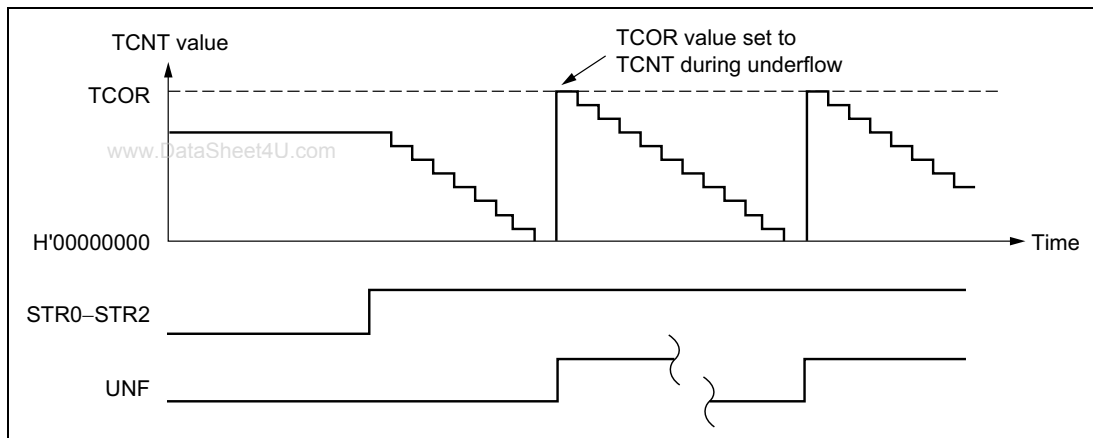 TCNT value
TCOR value set to
TCNT during underflow
TCOR
www.DataSheet4U.com
H'00000000
Time
STR0–STR2
UNF